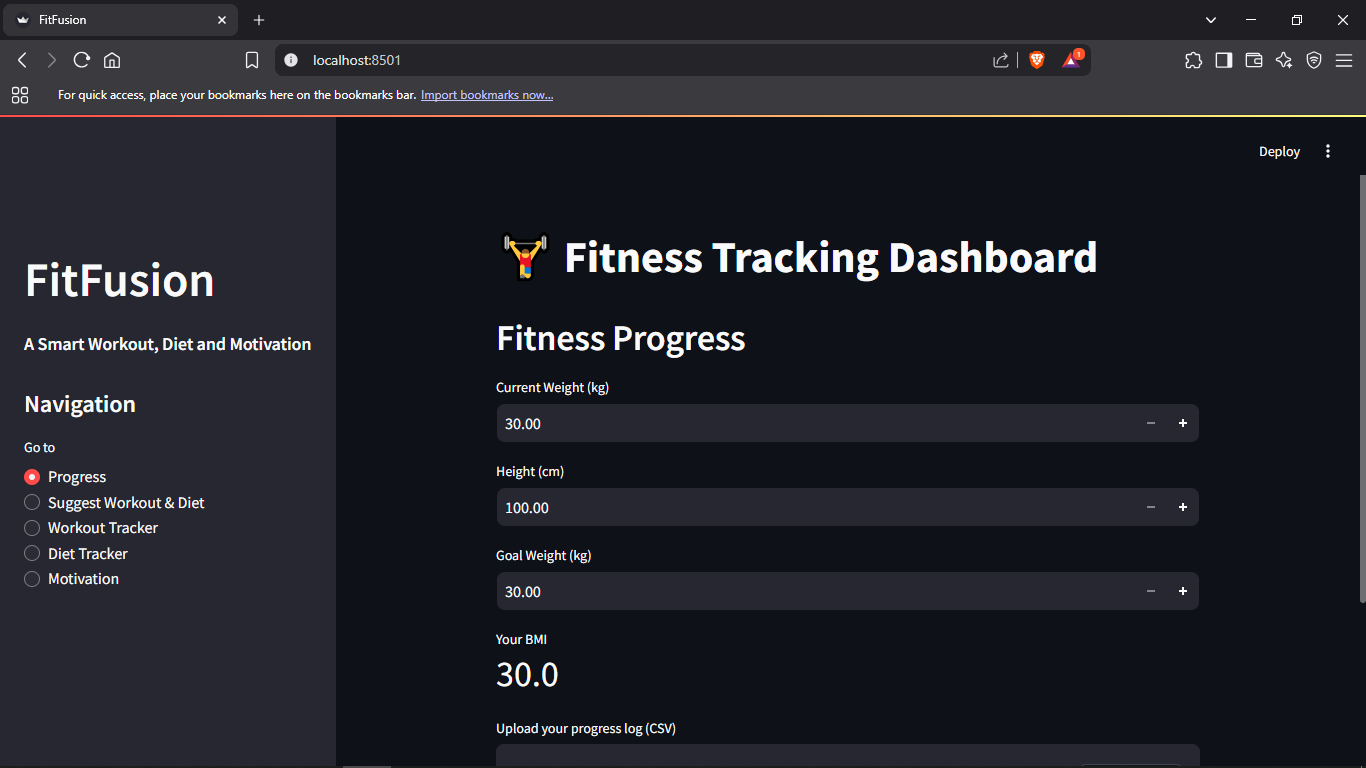 FitFusion
localhost:8501
1
For quick access, place your bookmarks here on the bookmarks bar. Import bookmarks now...
Deploy
FitFusion
A Smart Workout, Diet and Motivation
Navigation
Go to
Progress
Suggest Workout & Diet
Workout Tracker
Diet Tracker
Motivation
Fitness Tracking Dashboard
Fitness Progress
Current Weight (kg)
30.00
Height (cm)
100.00
Goal Weight (kg)
30.00
Your BMI
30.0
Upload your progress log (CSV)